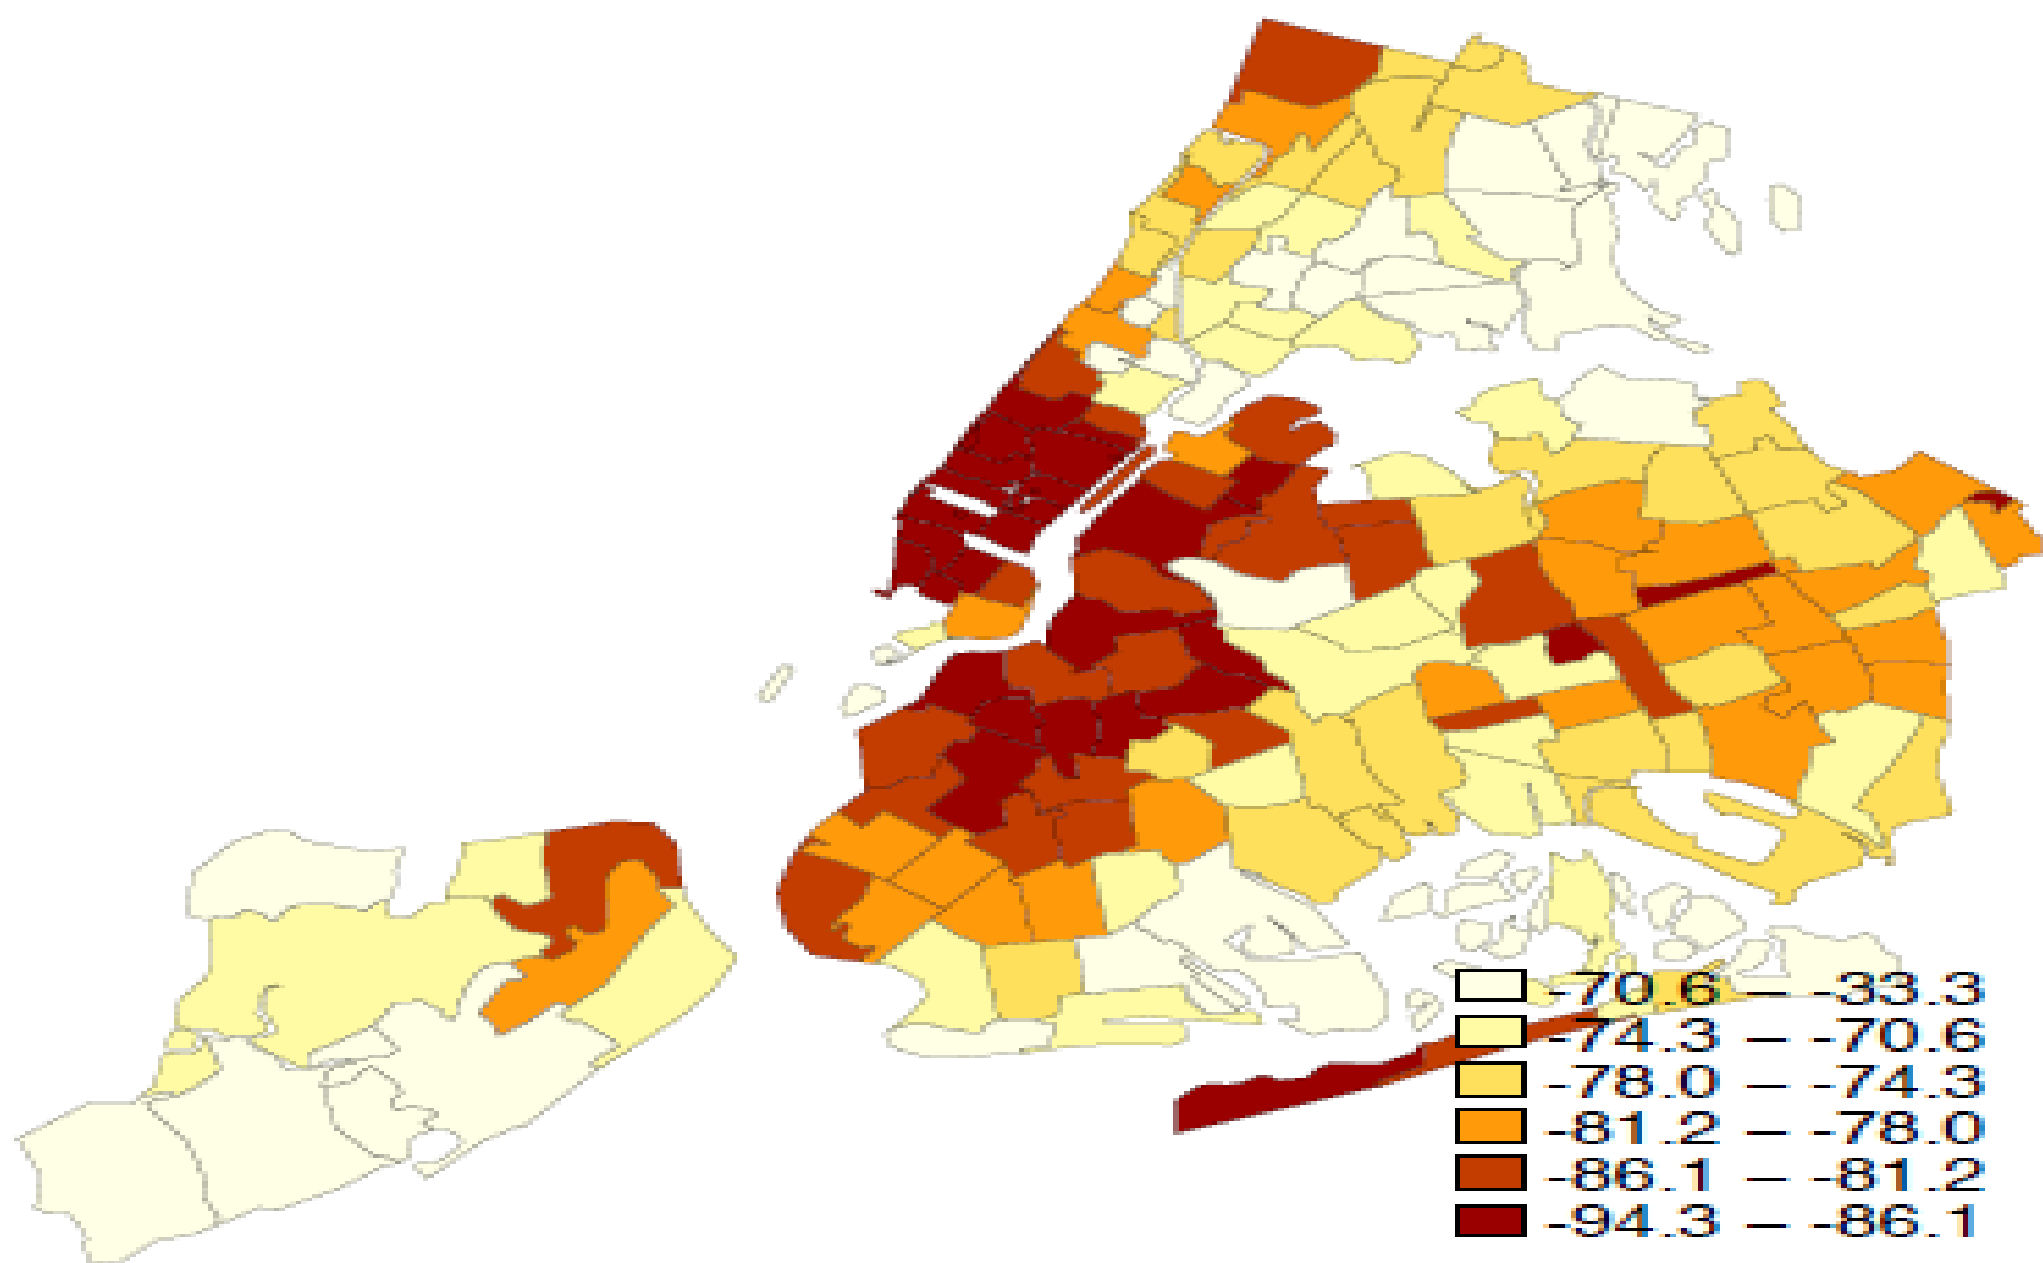 -70.6 – -33.3
-74.3 – -70.6
-78.0 – -74.3
-81.2 – -78.0
-86.1 – -81.2
-94.3 – -86.1